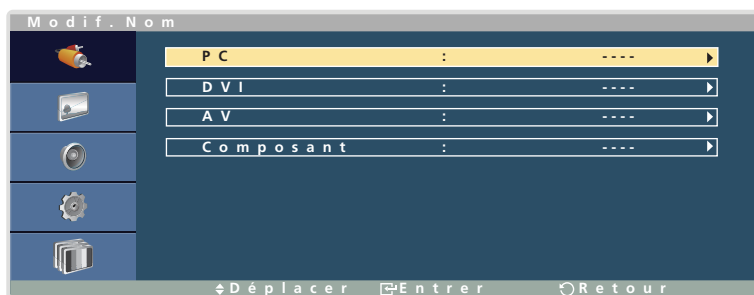 Modif. Nom
PC : ----
DVI : ----
AV : ----
Composant : ----
Déplacer Entrer Retour